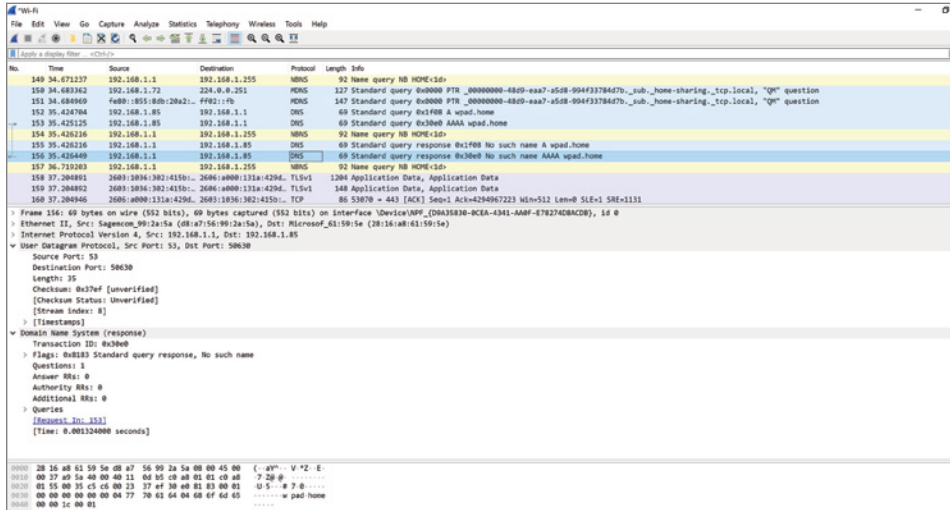 *Wi-Fi
File Edit View Go Capture Analyze Statistics Telephony Wireless Tools Help
Apply a display filter ... <Ctrl-/>
No. Time Source Destination Protocol Length Info
149 34.671237 192.168.1.1 192.168.1.255 NBNS 92 Name query NB HOME<1d>
150 34.683362 192.168.1.72 224.0.0.251 MDNS 127 Standard query 0x0000 PTR _00000000-48d9-eaa7-a5d8-994f33784d7b._sub._home-sharing._tcp.local, "QM" question
151 34.684969 fe80::855:8db:20a2:… ff02::fb MDNS 147 Standard query 0x0000 PTR _00000000-48d9-eaa7-a5d8-994f33784d7b._sub._home-sharing._tcp.local, "QM" question
152 35.424704 192.168.1.85 192.168.1.1 DNS 69 Standard query 0x1f08 A wpad.home
153 35.425125 192.168.1.85 192.168.1.1 DNS 69 Standard query 0x30e0 AAAA wpad.home
154 35.426216 192.168.1.1 192.168.1.255 NBNS 92 Name query NB HOME<1d>
155 35.426216 192.168.1.1 192.168.1.85 DNS 69 Standard query response 0x1f08 No such name A wpad.home
156 35.426449 192.168.1.1 192.168.1.85 DNS 69 Standard query response 0x30e0 No such name AAAA wpad.home
157 36.719203 192.168.1.1 192.168.1.255 NBNS 92 Name query NB HOME<1d>
158 37.204891 2603:1036:302:415b:… 2606:a000:131a:429d… TLSv1 1204 Application Data, Application Data
159 37.204892 2603:1036:302:415b:… 2606:a000:131a:429d… TLSv1 148 Application Data, Application Data
160 37.204946 2606:a000:131a:429d… 2603:1036:302:415b:… TCP 86 53070 → 443 [ACK] Seq=1 Ack=4294967223 Win=512 Len=0 SLE=1 SRE=1131
Frame 156: 69 bytes on wire (552 bits), 69 bytes captured (552 bits) on interface \Device\NPF_{D9A35830-0CEA-4341-AA0F-E78274DBACDB}, id 0
Ethernet II, Src: Sagemcom_99:2a:5a (d8:a7:56:99:2a:5a), Dst: Microsof_61:59:5e (28:16:a8:61:59:5e)
Internet Protocol Version 4, Src: 192.168.1.1, Dst: 192.168.1.85
User Datagram Protocol, Src Port: 53, Dst Port: 50630
Source Port: 53
Destination Port: 50630
Length: 35
Checksum: 0x37ef [unverified]
[Checksum Status: Unverified]
[Stream index: 8]
[Timestamps]
Domain Name System (response)
Transaction ID: 0x30e0
Flags: 0x8183 Standard query response, No such name
Questions: 1
Answer RRs: 0
Authority RRs: 0
Additional RRs: 0
Queries
[Request In: 153]
[Time: 0.001324000 seconds]
0000 28 16 a8 61 59 5e d8 a7 56 99 2a 5a 08 00 45 00 (··aY^·· V·*Z··E·
0010 00 37 a9 5a 40 00 40 11 0d b5 c0 a8 01 01 c0 a8 ·7·Z@·@· ········
0020 01 55 00 35 c5 c6 00 23 37 ef 30 e0 81 83 00 01 ·U·5···# 7·0·····
0030 00 00 00 00 00 00 04 77 70 61 64 04 68 6f 6d 65 ·······w pad·home
0040 00 00 1c 00 01 ·····